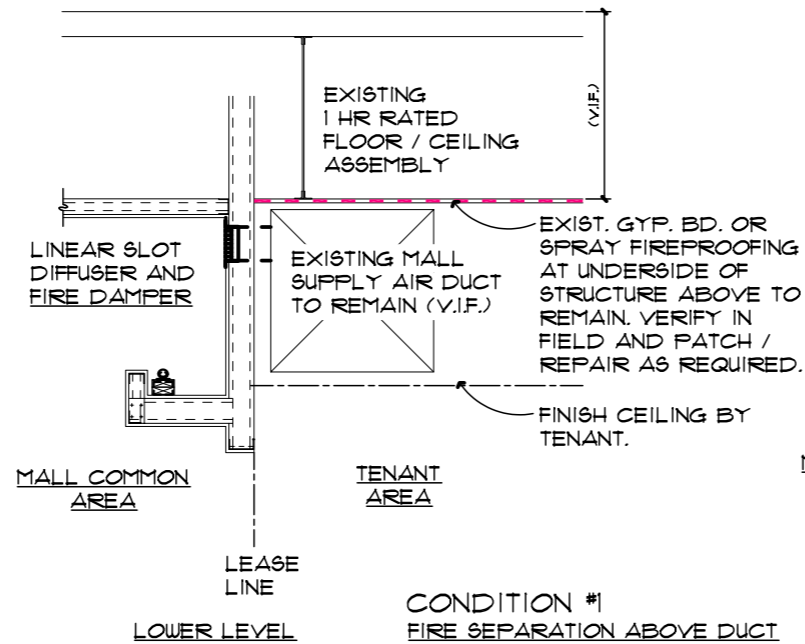 (V.I.F.)
EXISTING
1 HR RATED
FLOOR / CEILING
ASSEMBLY
LINEAR SLOT
DIFFUSER AND
FIRE DAMPER
EXISTING MALL
SUPPLY AIR DUCT
TO REMAIN (V.I.F.)
EXIST. GYP. BD. OR
SPRAY FIREPROOFING
AT UNDERSIDE OF
STRUCTURE ABOVE TO
REMAIN. VERIFY IN
FIELD AND PATCH /
REPAIR AS REQUIRED.
FINISH CEILING BY
TENANT.
MALL COMMON
AREA
TENANT
AREA
LEASE
LINE
LOWER LEVEL
CONDITION #1
FIRE SEPARATION ABOVE DUCT